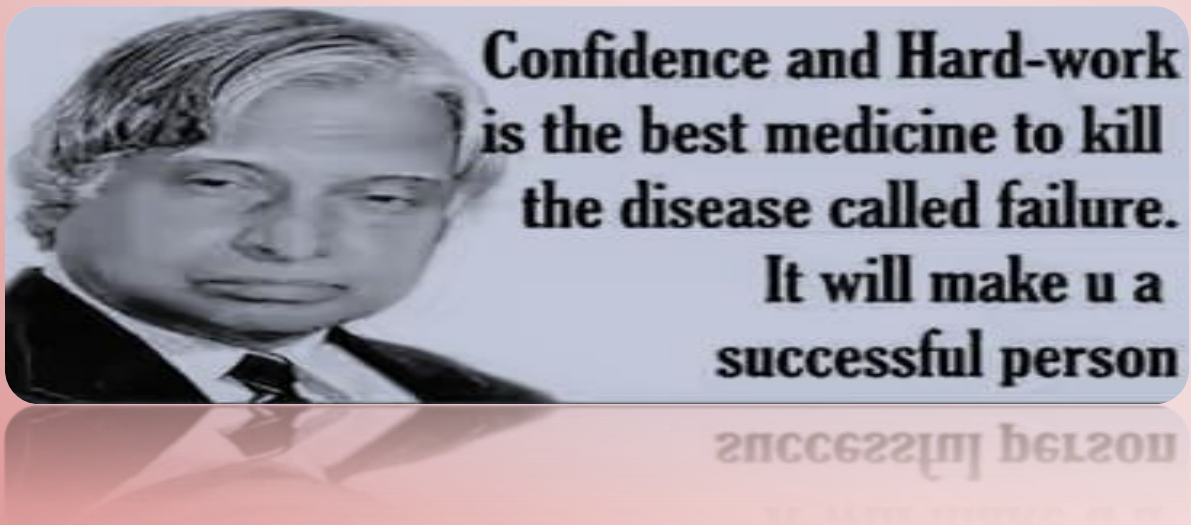 Confidence and Hard-work
is the best medicine to kill
the disease called failure.
It will make u a
successful person